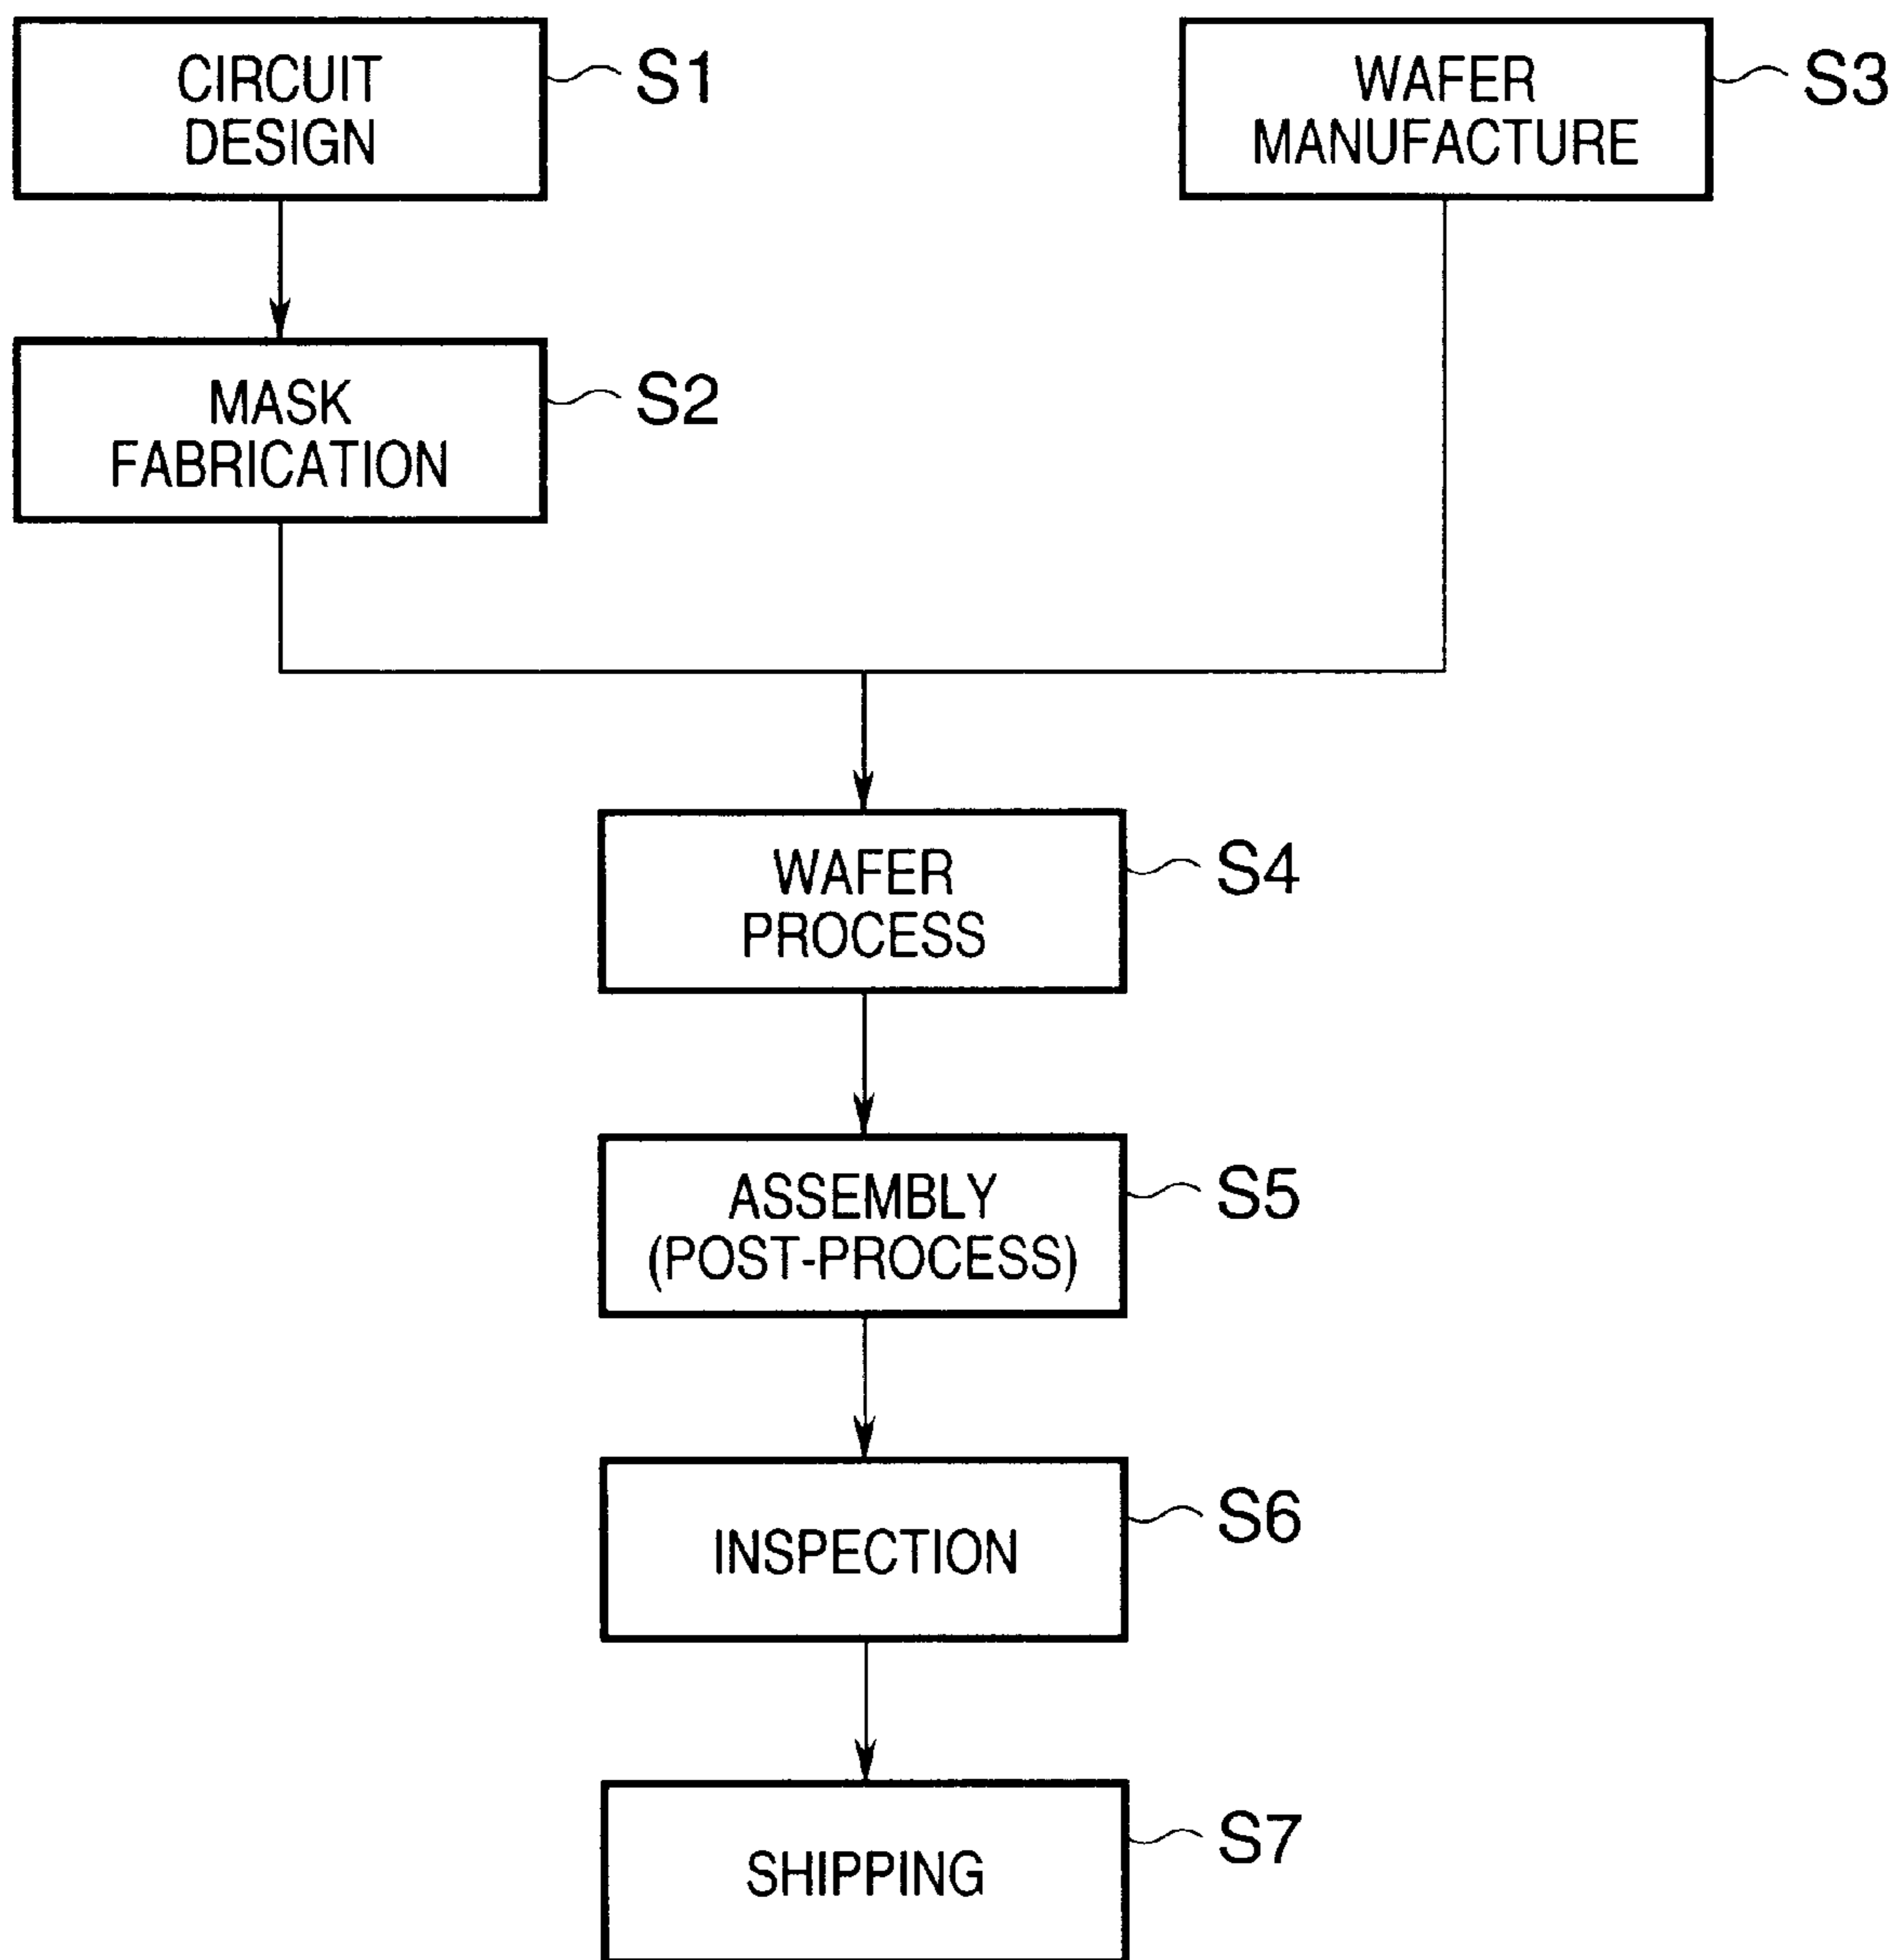 CIRCUIT
DESIGN
S1
WAFER
MANUFACTURE
S3
MASK
FABRICATION
S2
WAFER
PROCESS
S4
ASSEMBLY
(POST-PROCESS)
S5
INSPECTION
S6
SHIPPING
S7